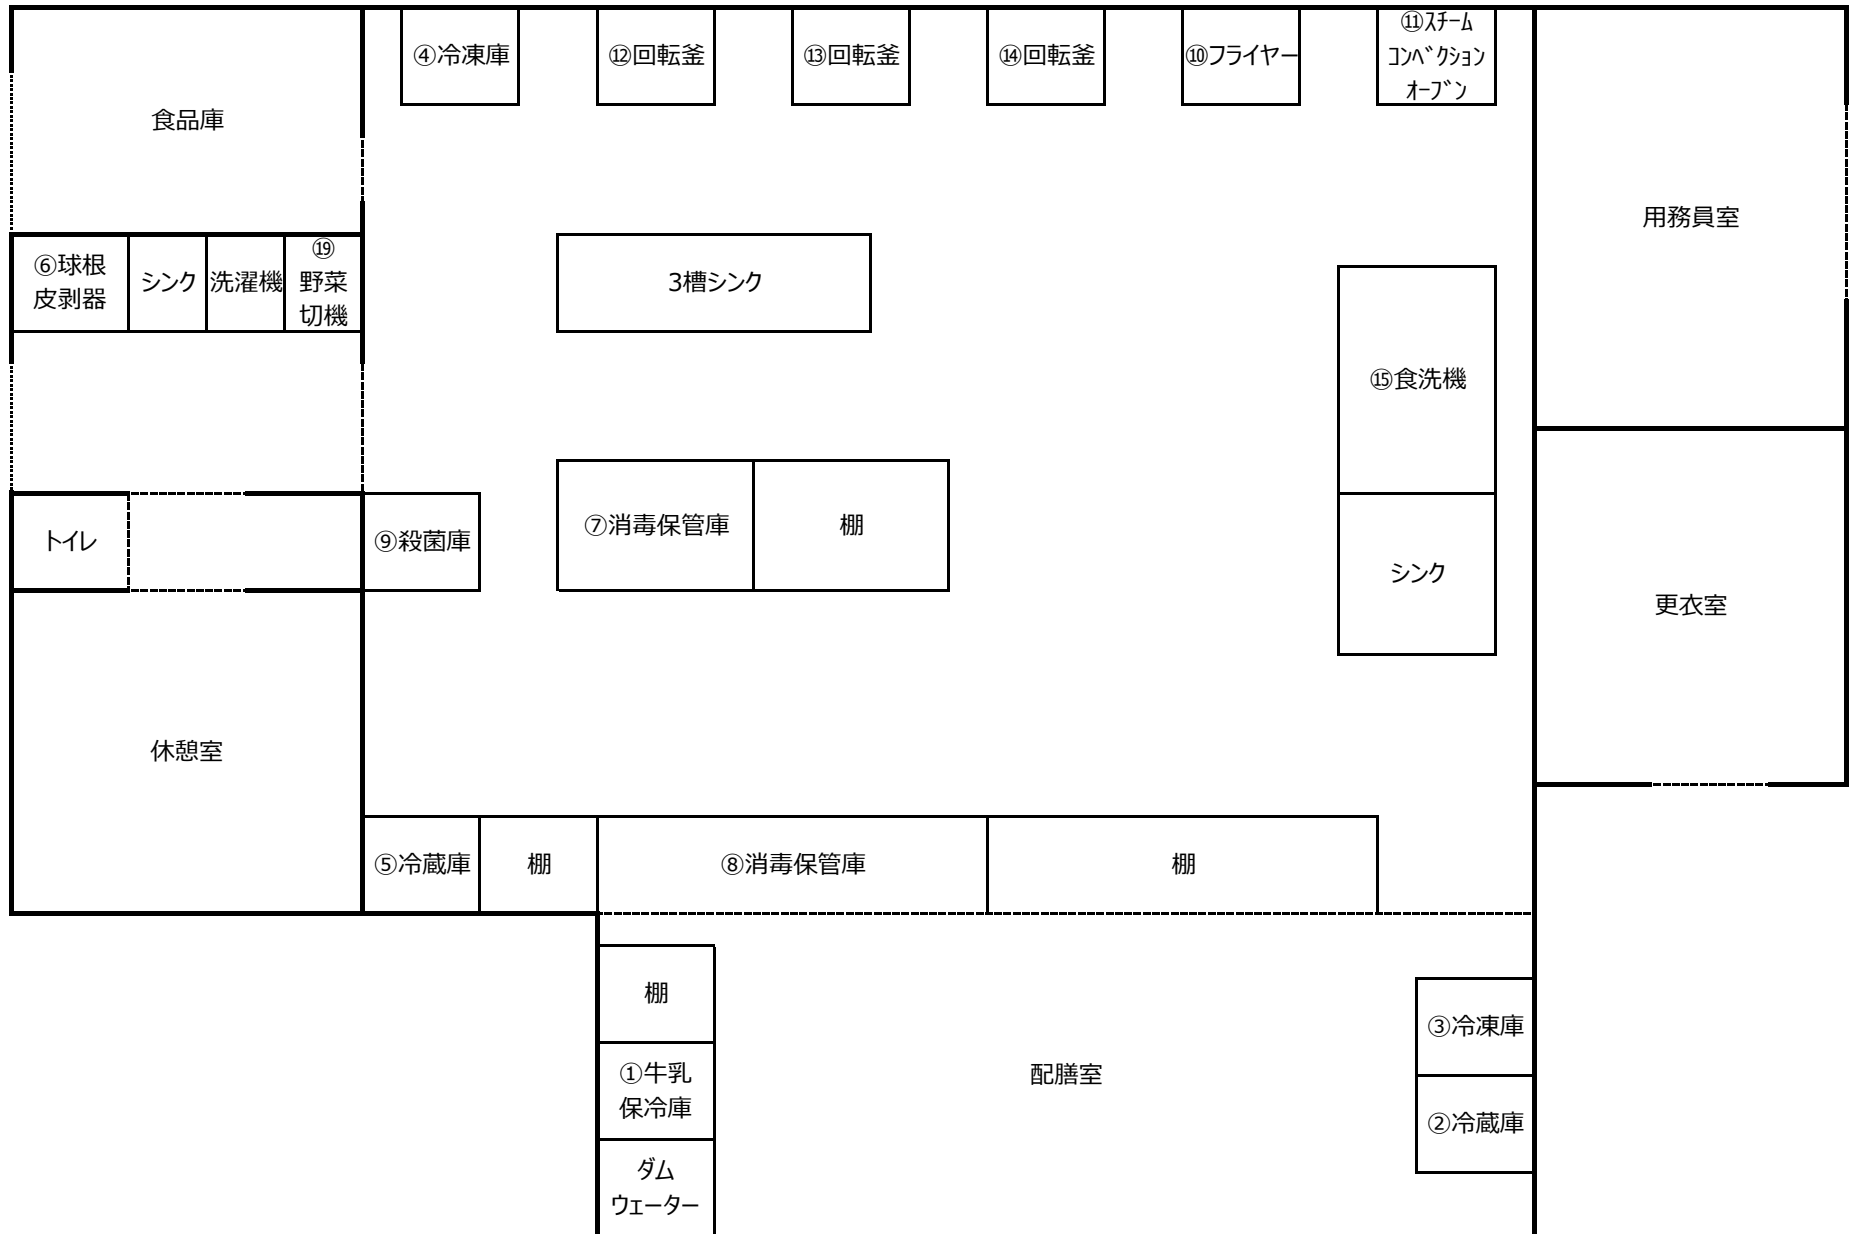 ④冷凍庫
⑫回転釜
⑬回転釜
⑭回転釜
⑩フライヤー
⑪ｽﾁｰﾑ
ｺﾝﾍﾞｸｼｮﾝ
ｵｰﾌﾞﾝ
食品庫
用務員室
⑥球根
皮剥器
シンク
洗濯機
⑲
野菜
切機
3槽シンク
⑮食洗機
トイレ
⑨殺菌庫
⑦消毒保管庫
棚
シンク
更衣室
休憩室
⑤冷蔵庫
棚
⑧消毒保管庫
棚
棚
①牛乳
保冷庫
ダム
ウェーター
配膳室
③冷凍庫
②冷蔵庫